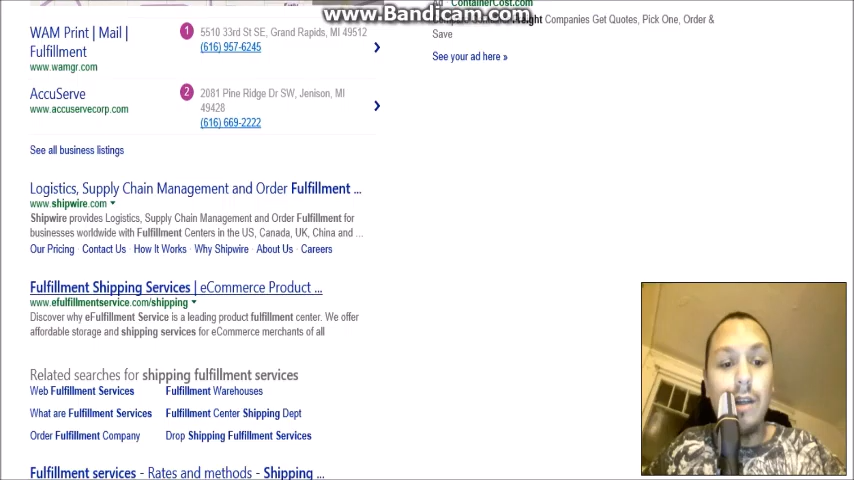 www.Bandicam.com
WAM Print | Mail |
Fulfillment
www.wamgr.com
1
5510 33rd St SE, Grand Rapids, MI 49512
(616) 957-6245
AccuServe
www.accuservecorp.com
2
2081 Pine Ridge Dr SW, Jenison, MI
49428
(616) 669-2222
See all business listings
Logistics, Supply Chain Management and Order Fulfillment ...
www.shipwire.com
Shipwire provides Logistics, Supply Chain Management and Order Fulfillment for
businesses worldwide with Fulfillment Centers in the US, Canada, UK, China and ...
Our Pricing · Contact Us · How It Works · Why Shipwire · About Us · Careers
Fulfillment Shipping Services | eCommerce Product ...
www.efulfillmentservice.com/shipping
Discover why eFulfillment Service is a leading product fulfillment center. We offer
affordable storage and shipping services for eCommerce merchants of all
Related searches for shipping fulfillment services
Web Fulfillment Services
Fulfillment Warehouses
What are Fulfillment Services
Fulfillment Center Shipping Dept
Order Fulfillment Company
Drop Shipping Fulfillment Services
Fulfillment services - Rates and methods - Shipping ...
Ad · ContainerCost.com
Freight Companies Get Quotes, Pick One, Order &
Save
See your ad here »